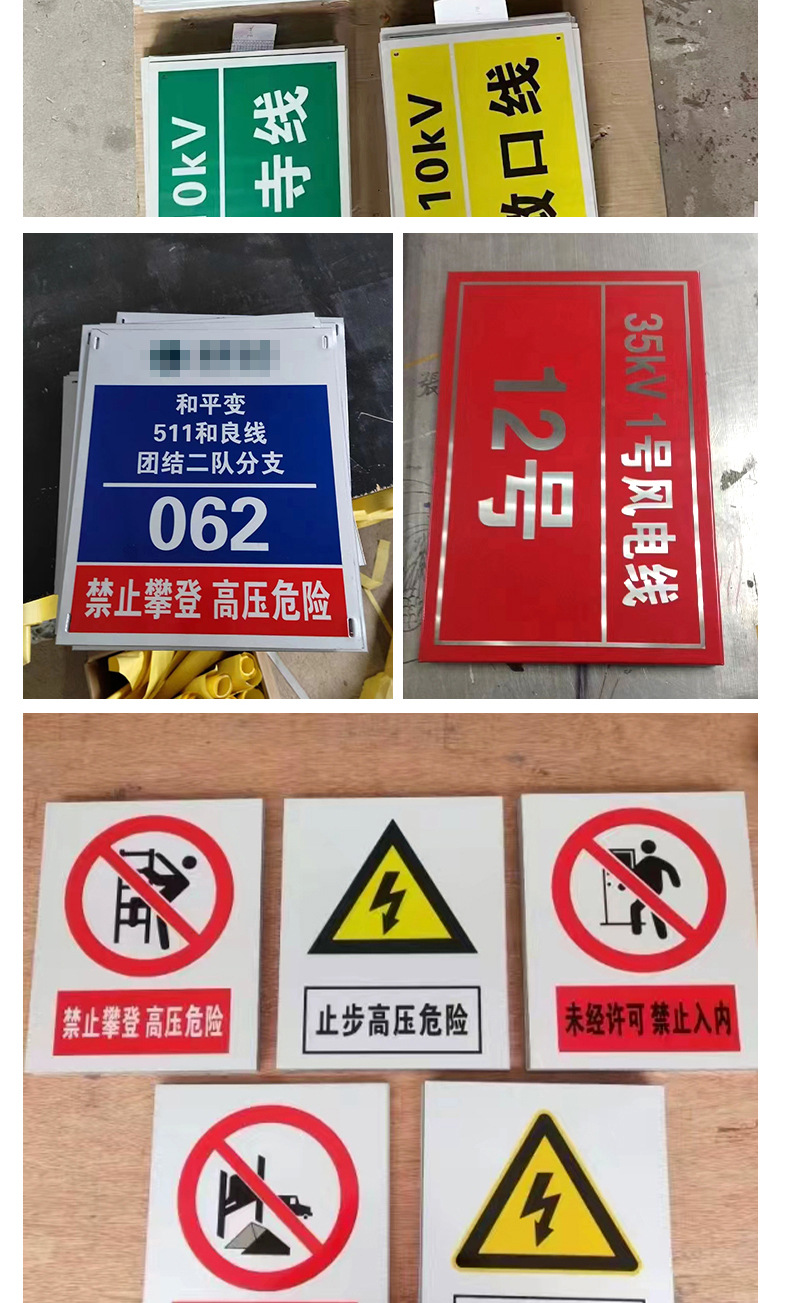 0kV
寺线
10kV
敌口线
和平变
511和良线
团结二队分支
062
禁止攀登 高压危险
35kV 1号风电线
12号
禁止攀登 高压危险
止步高压危险
未经许可 禁止入内